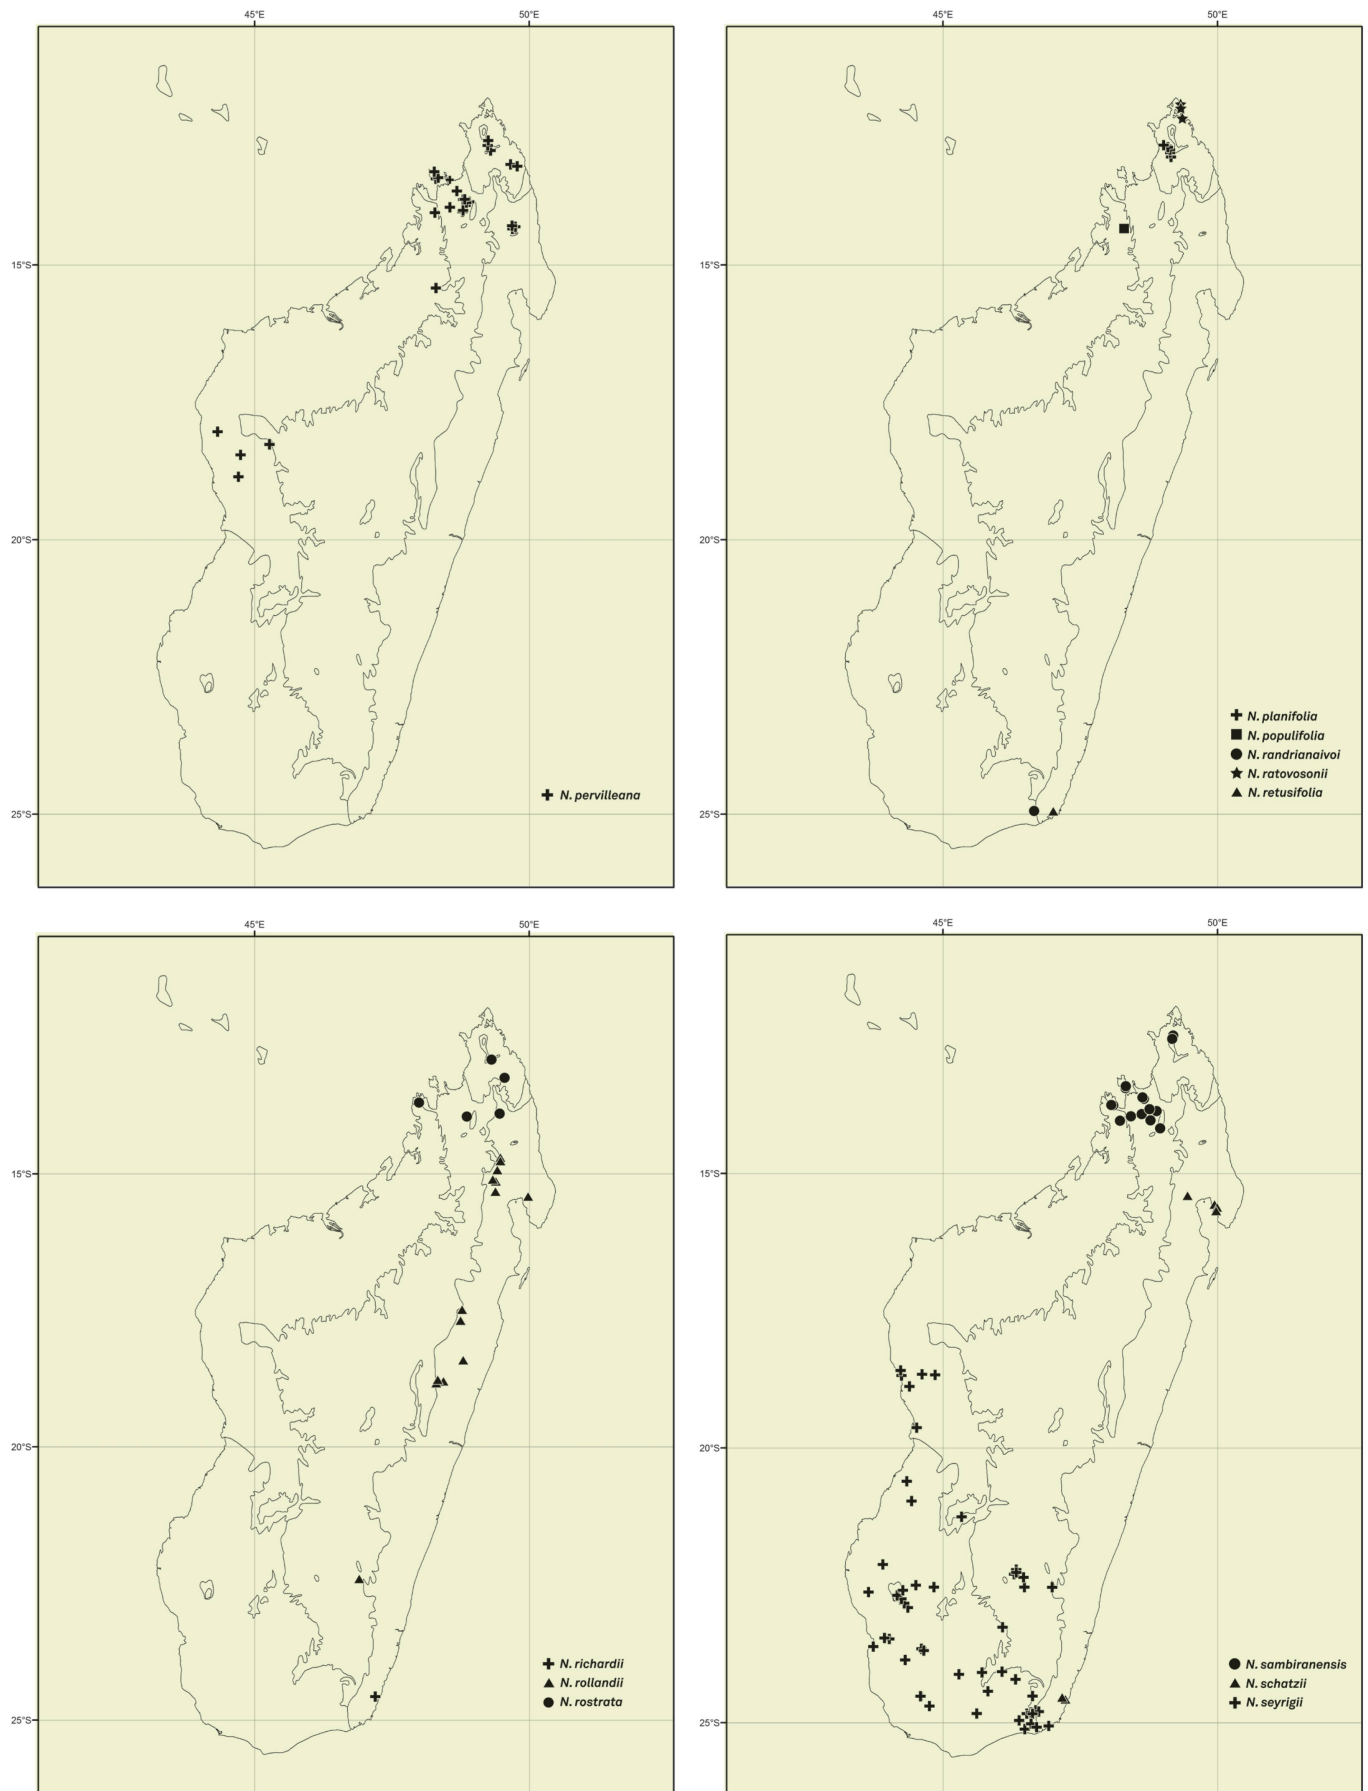 45°E 50°E
15°S
20°S
25°S
N. pervilleana
45°E 50°E
15°S
20°S
25°S
N. planifolia
N. populifolia
N. randrianaivoi
N. ratovosonii
N. retusifolia
45°E 50°E
15°S
20°S
25°S
N. richardii
N. rollandii
N. rostrata
45°E 50°E
15°S
20°S
25°S
N. sambiranensis
N. schatzii
N. seyrigii